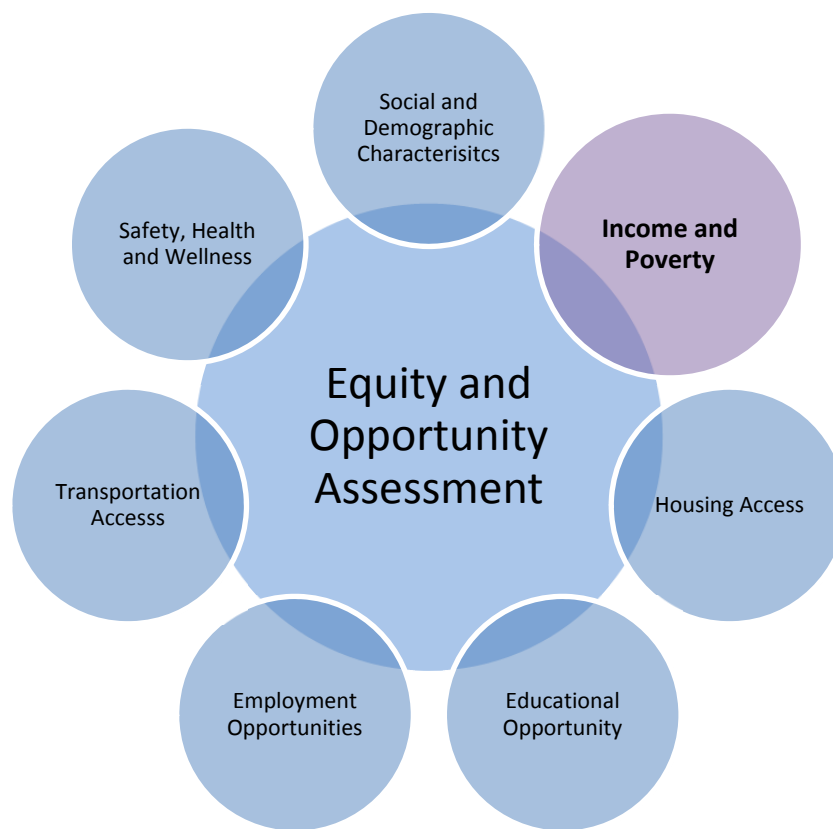 Social and
Demographic
Characterisitcs
Income and
Poverty
Safety, Health
and Wellness
Equity and
Opportunity
Assessment
Transportation
Accesss
Housing Access
Employment
Opportunities
Educational
Opportunity